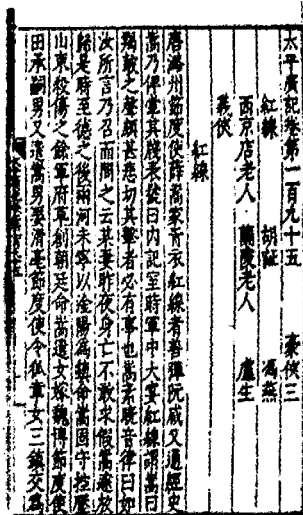 太平廣記卷第一百九十五　豪俠三
紅線　胡証　馮燕
西京店老人　蘭陵老人　盧生
義俠
紅線
唐潞州節度使薛嵩家青衣紅線者善彈阮咸又通經史
嵩乃俾掌其牋表號曰內記室時軍中大宴紅線謂嵩曰
羯鼓之聲頗甚悲切其擊者必有事也嵩素曉音律曰如
汝所言乃召而問之云某妻昨夜身亡不敢求假嵩遽放
歸是時至德之後兩河未寧以淦陽為鎮命嵩固守控壓
山東殺傷之餘軍府草創朝廷命嵩遣女嫁魏博節度使
田承嗣男又遣嵩男娶滑亳節度使令狐章女三鎮交為